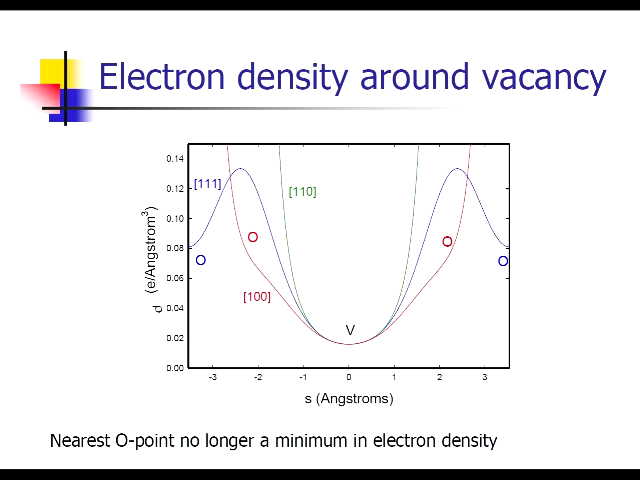 Electron density around vacancy
0.14
[111]
0.12
[110]
0.10
0.08
O
O
O
O
0.06
[100]
0.04
0.02
V
0.00
d (e/Angstrom³)
-3 -2 -1 0 1 2 3
s (Angstroms)
Nearest O-point no longer a minimum in electron density